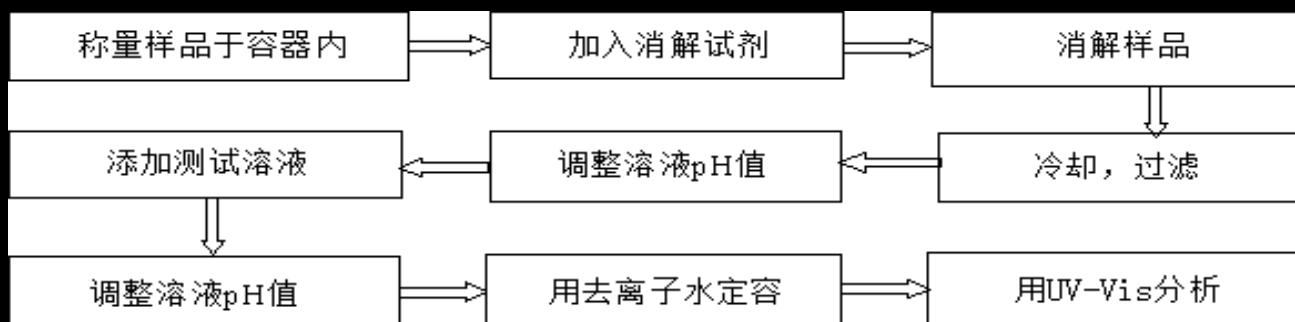 称量样品于容器内
加入消解试剂
消解样品
冷却，过滤
调整溶液pH值
添加测试溶液
调整溶液pH值
用去离子水定容
用UV-Vis分析